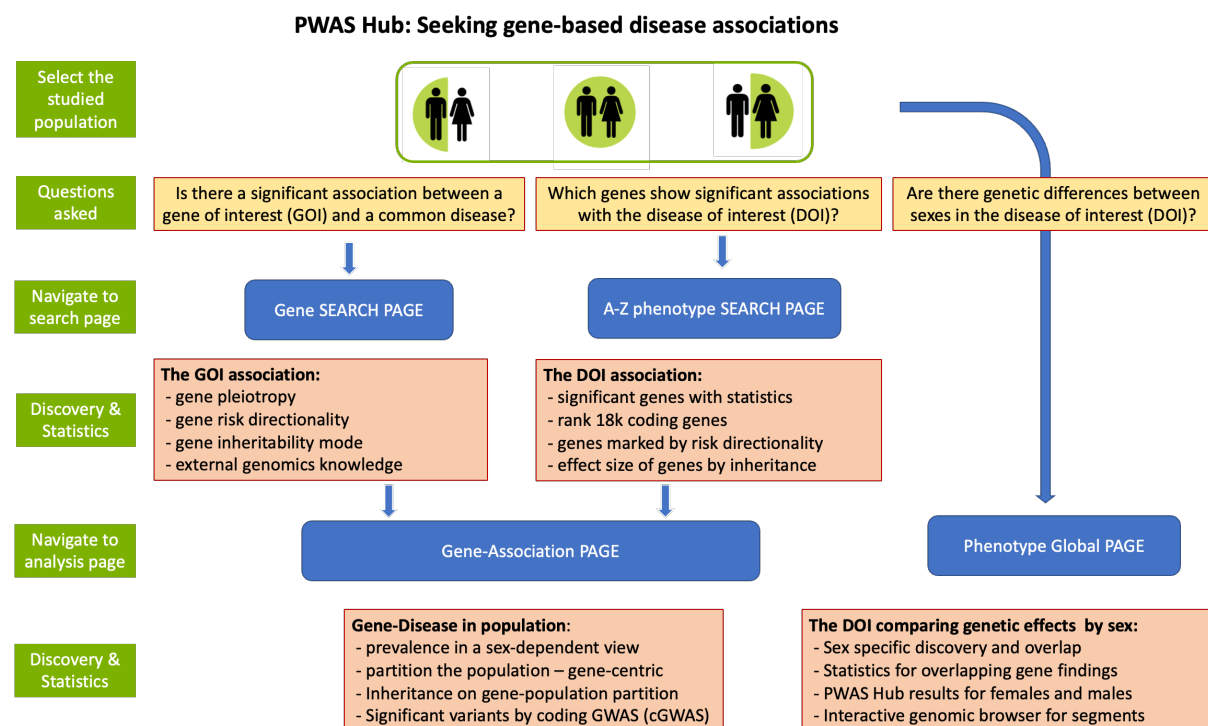 PWAS Hub: Seeking gene-based disease associations
Select the
studied
population
Questions
asked
Is there a significant association between a
gene of interest (GOI) and a common disease?
Which genes show significant associations
with the disease of interest (DOI)?
Are there genetic differences between
sexes in the disease of interest (DOI)?
Navigate to
search page
Gene SEARCH PAGE
A-Z phenotype SEARCH PAGE
Discovery &
Statistics
The GOI association:
- gene pleiotropy
- gene risk directionality
- gene inheritability mode
- external genomics knowledge
The DOI association:
- significant genes with statistics
- rank 18k coding genes
- genes marked by risk directionality
- effect size of genes by inheritance
Navigate to
analysis page
Gene-Association PAGE
Phenotype Global PAGE
Discovery &
Statistics
Gene-Disease in population:
- prevalence in a sex-dependent view
- partition the population – gene-centric
- Inheritance on gene-population partition
- Significant variants by coding GWAS (cGWAS)
The DOI comparing genetic effects by sex:
- Sex specific discovery and overlap
- Statistics for overlapping gene findings
- PWAS Hub results for females and males
- Interactive genomic browser for segments